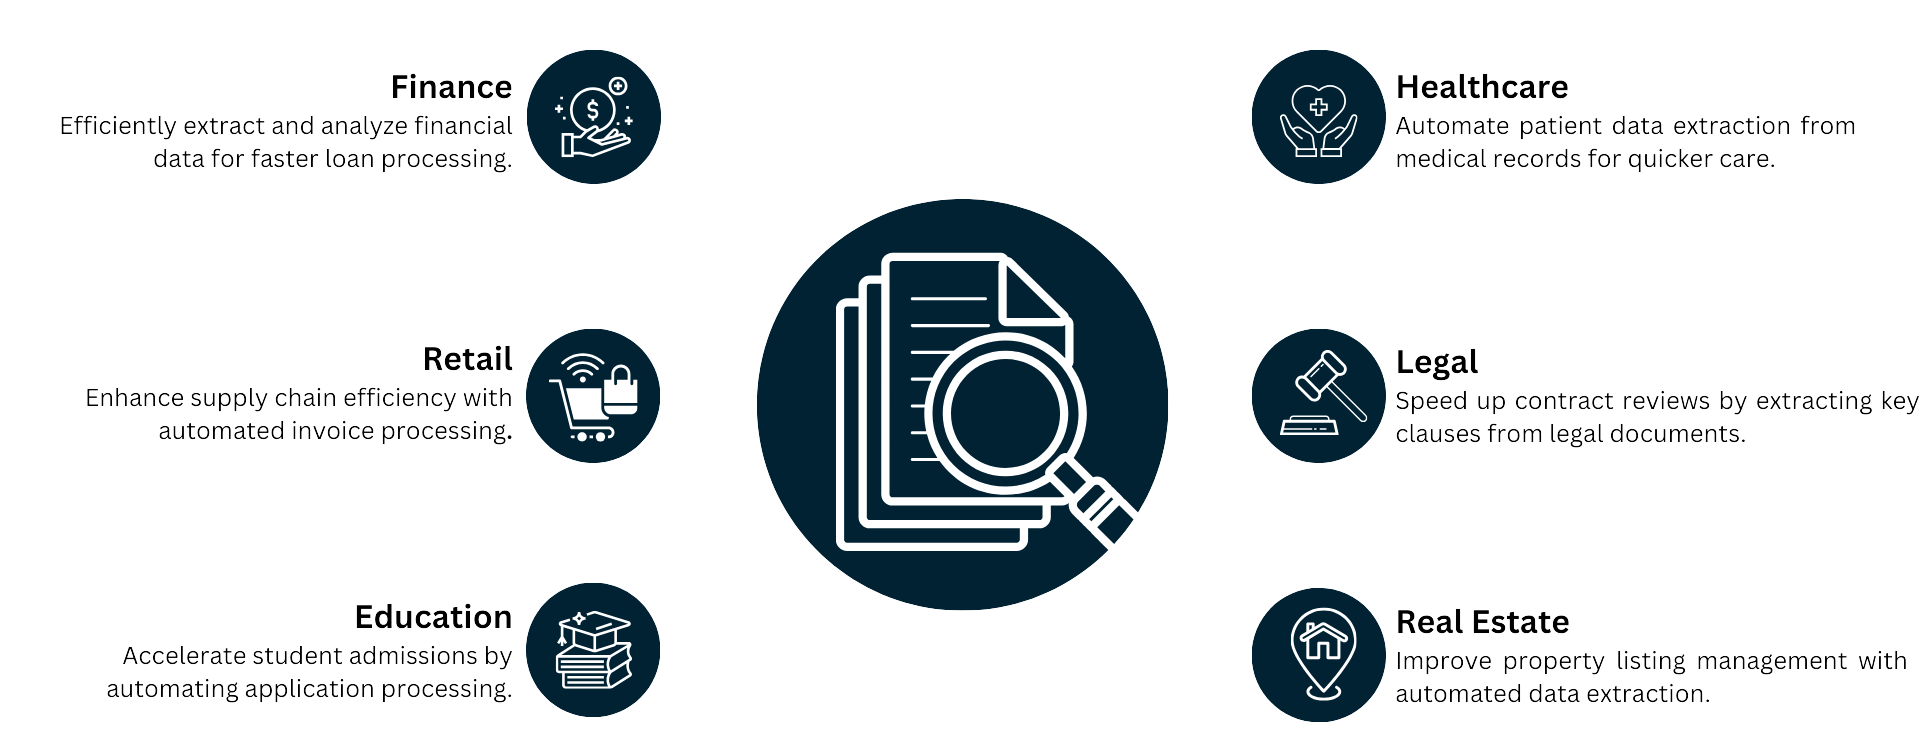 Finance
Efficiently extract and analyze financial
data for faster loan processing.
Retail
Enhance supply chain efficiency with
automated invoice processing.
Education
Accelerate student admissions by
automating application processing.
$
Healthcare
Automate patient data extraction from
medical records for quicker care.
Legal
Speed up contract reviews by extracting key
clauses from legal documents.
Real Estate
Improve property listing management with
automated data extraction.